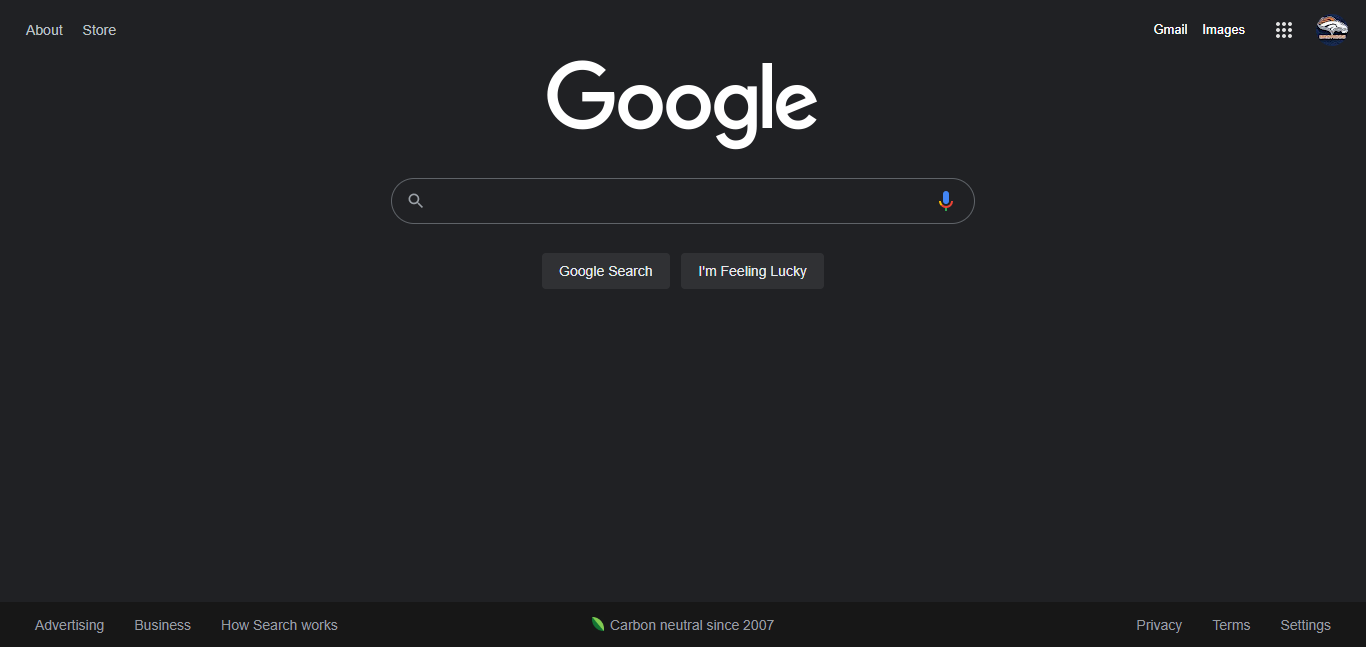 About Store
Gmail Images
Google
Google Search I'm Feeling Lucky
Advertising Business How Search works
Carbon neutral since 2007
Privacy Terms Settings